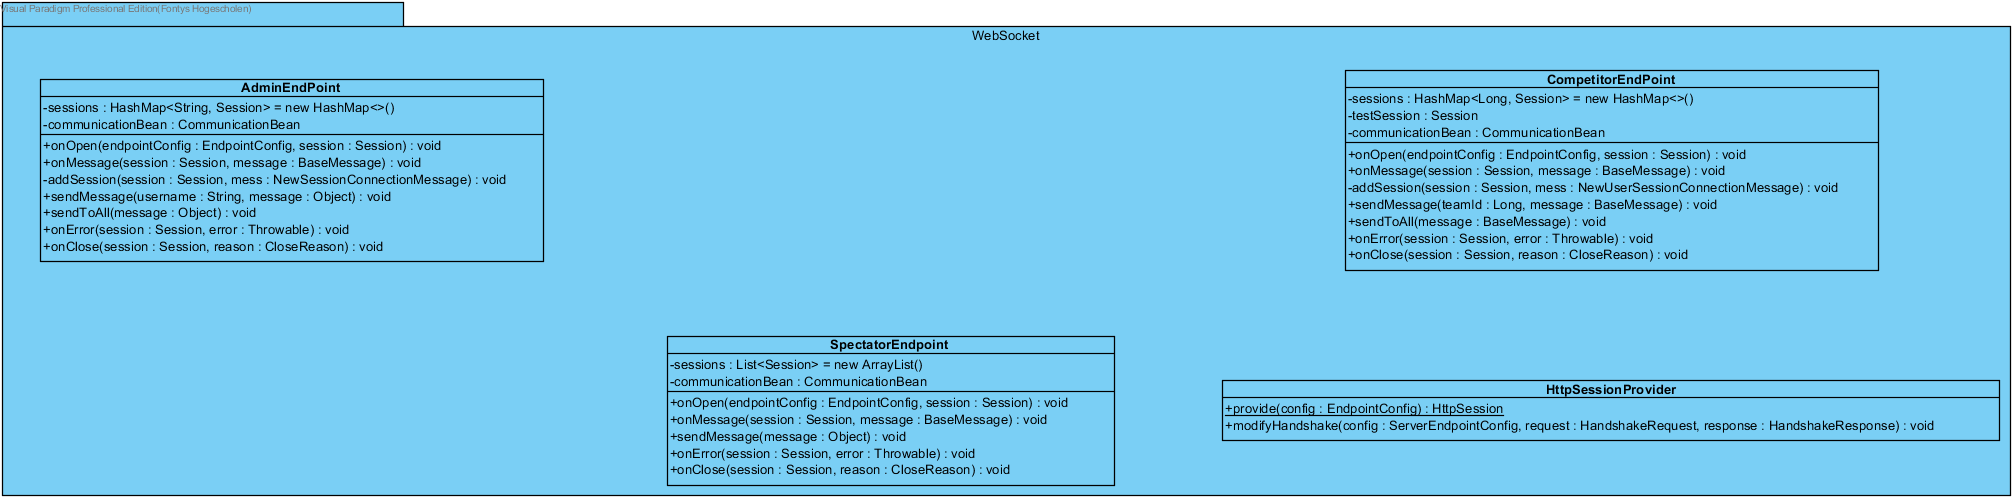 Visual Paradigm Professional Edition(Fontys Hogescholen)
WebSocket
AdminEndPoint
-sessions : HashMap<String, Session> = new HashMap<>()
-communicationBean : CommunicationBean
+onOpen(endpointConfig : EndpointConfig, session : Session) : void
+onMessage(session : Session, message : BaseMessage) : void
-addSession(session : Session, mess : NewSessionConnectionMessage) : void
+sendMessage(username : String, message : Object) : void
+sendToAll(message : Object) : void
+onError(session : Session, error : Throwable) : void
+onClose(session : Session, reason : CloseReason) : void
CompetitorEndPoint
-sessions : HashMap<Long, Session> = new HashMap<>()
-testSession : Session
-communicationBean : CommunicationBean
+onOpen(endpointConfig : EndpointConfig, session : Session) : void
+onMessage(session : Session, message : BaseMessage) : void
-addSession(session : Session, mess : NewUserSessionConnectionMessage) : void
+sendMessage(teamId : Long, message : BaseMessage) : void
+sendToAll(message : BaseMessage) : void
+onError(session : Session, error : Throwable) : void
+onClose(session : Session, reason : CloseReason) : void
SpectatorEndpoint
-sessions : List<Session> = new ArrayList()
-communicationBean : CommunicationBean
+onOpen(endpointConfig : EndpointConfig, session : Session) : void
+onMessage(session : Session, message : BaseMessage) : void
+sendMessage(message : Object) : void
+onError(session : Session, error : Throwable) : void
+onClose(session : Session, reason : CloseReason) : void
HttpSessionProvider
+provide(config : EndpointConfig) : HttpSession
+modifyHandshake(config : ServerEndpointConfig, request : HandshakeRequest, response : HandshakeResponse) : void